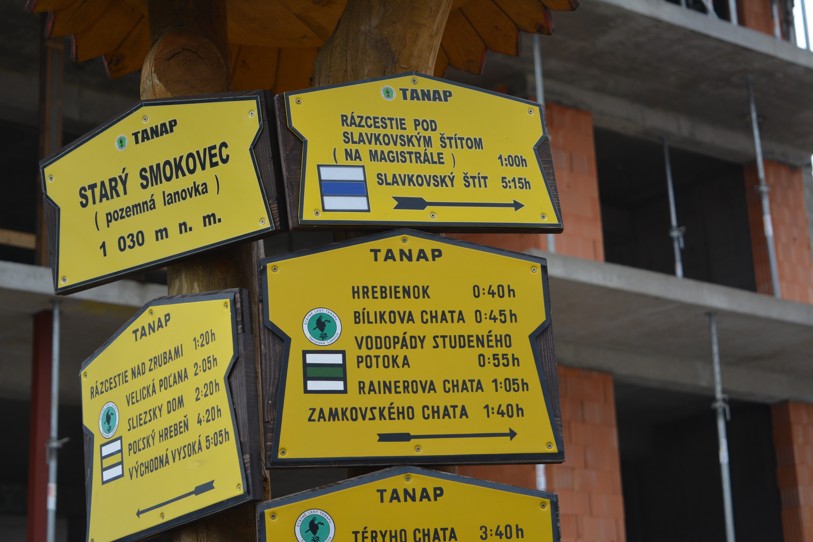 TANAP
STARÝ SMOKOVEC
( pozemná lanovka )
1 030 m n. m.
TANAP
RÁZCESTIE POD
SLAVKOVSKÝM ŠTÍTOM
( NA MAGISTRÁLE ) 1:00h
SLAVKOVSKÝ ŠTÍT 5:15h
TANAP
HREBIENOK 0:40h
BÍLIKOVA CHATA 0:45h
VODOPÁDY STUDENÉHO
POTOKA 0:55h
RAINEROVA CHATA 1:05h
ZAMKOVSKÉHO CHATA 1:40h
TANAP
RÁZCESTIE NAD ZRUBAMI 1:20h
VELICKÁ POĽANA 2:05h
SLIEZSKY DOM 2:20h
POĽSKÝ HREBEŇ 4:20h
VÝCHODNÁ VYSOKÁ 5:05h
TANAP
TÉRYHO CHATA 3:40h